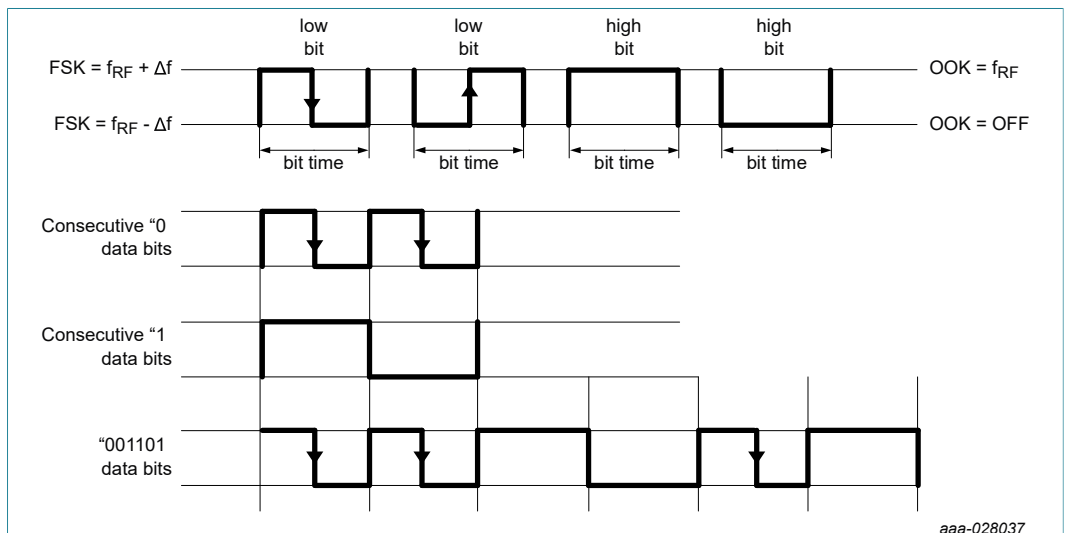 low
bit
low
bit
high
bit
high
bit
FSK = fRF + Δf
OOK = fRF
FSK = fRF - Δf
OOK = OFF
bit time
bit time
bit time
bit time
Consecutive “0
data bits
Consecutive “1
data bits
“001101
data bits
aaa-028037